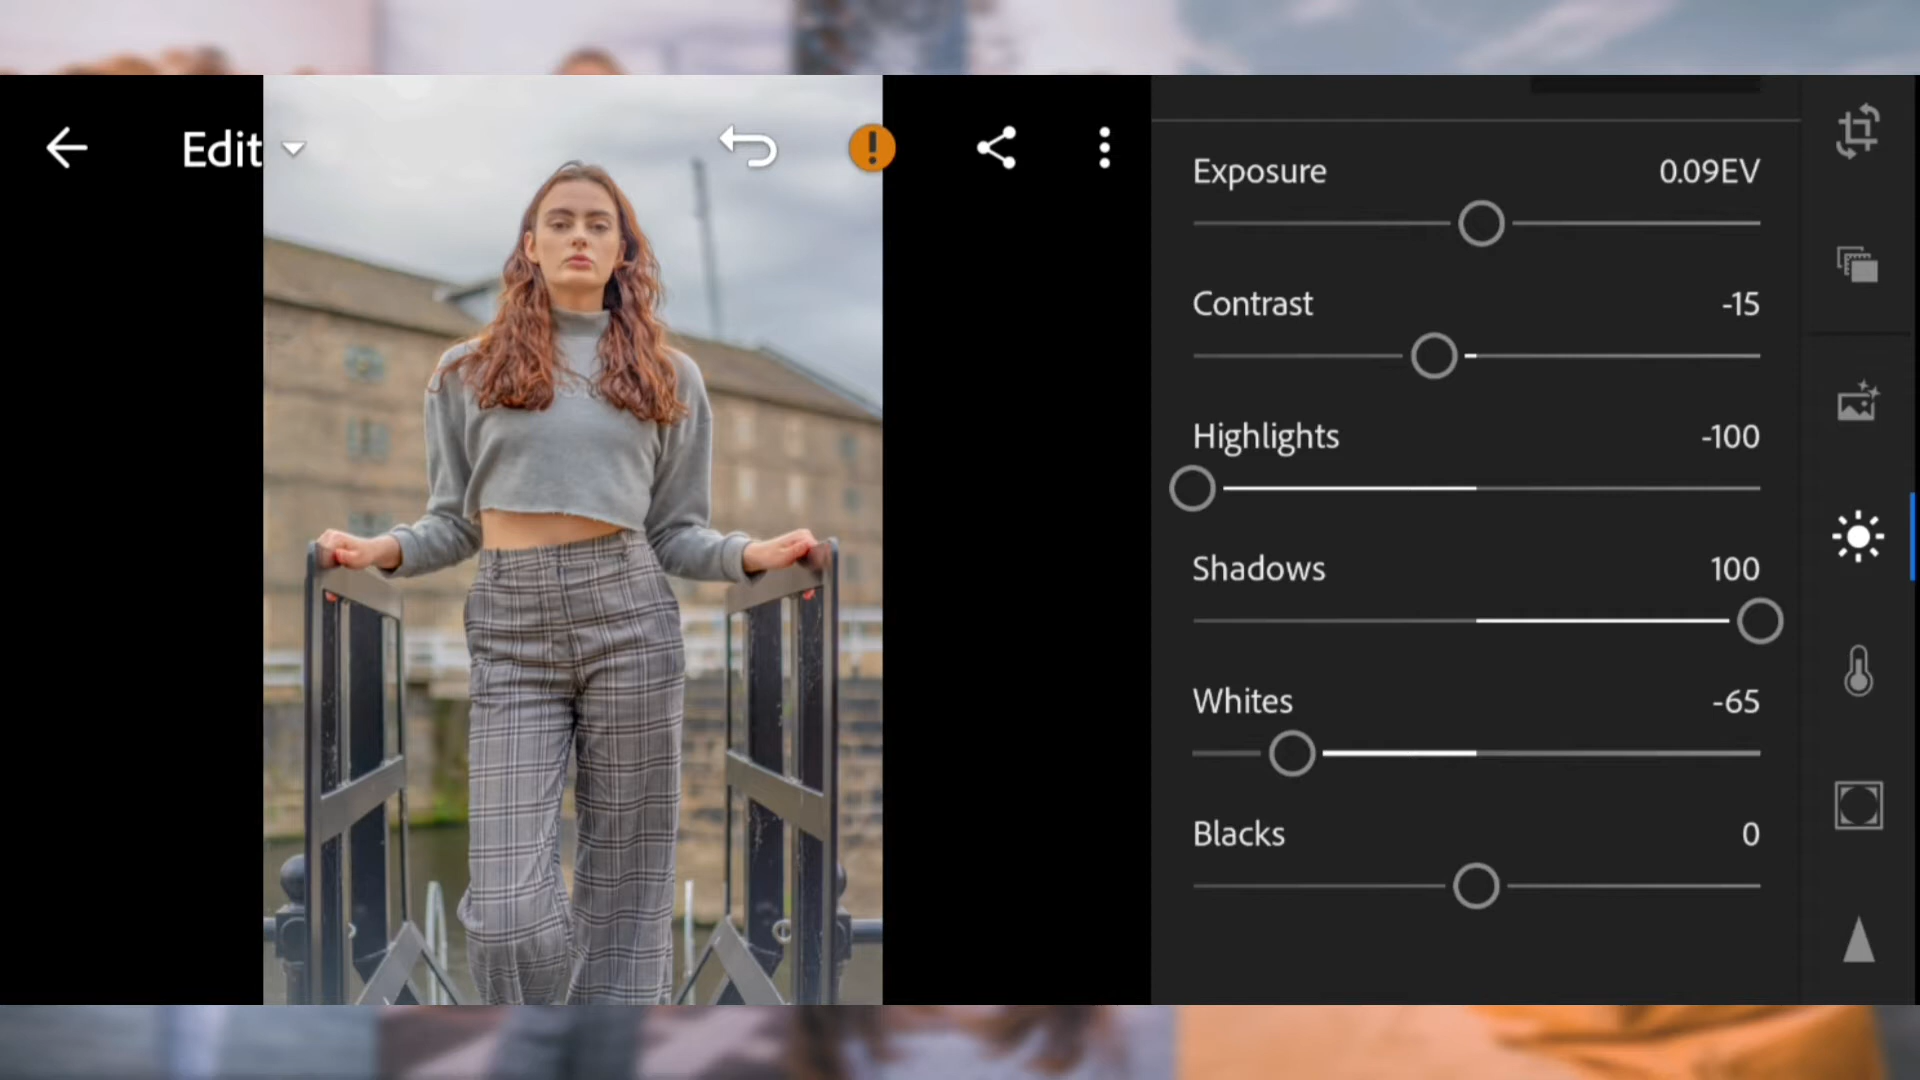 Edit
Exposure 0.09EV
Contrast -15
Highlights -100
Shadows 100
Whites -65
Blacks 0